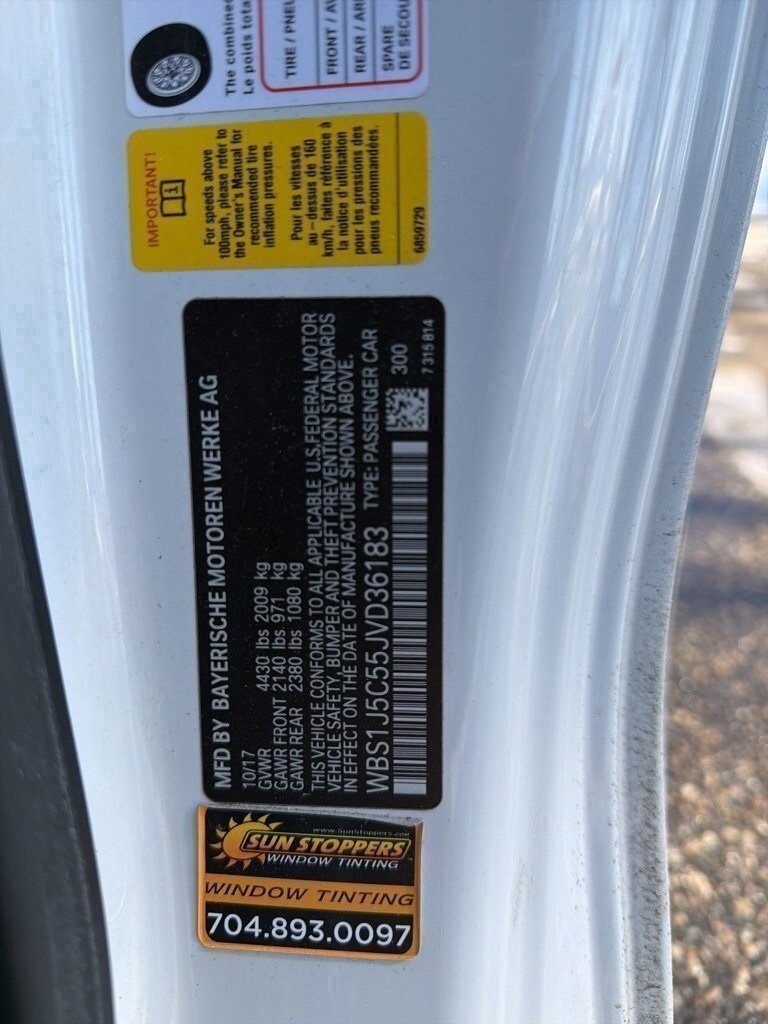 The combined
Le poids tota
TIRE / PNEU
FRONT / AV
REAR / ARR
SPARE
DE SECOU
IMPORTANT!
For speeds above
100mph, please refer to
the Owner's Manual for
recommended tire
inflation pressures.
Pour les vitesses
au – dessus de 160
km/h, faites référence à
la notice d'utilisation
pour les pressions des
pneus recommandées.
6859729
MFD BY BAYERISCHE MOTOREN WERKE AG
10/17
GVWR 4430 lbs 2009 kg
GAWR FRONT 2140 lbs 971 kg
GAWR REAR 2380 lbs 1080 kg
THIS VEHICLE CONFORMS TO ALL APPLICABLE U.S. FEDERAL MOTOR
VEHICLE SAFETY, BUMPER AND THEFT PREVENTION STANDARDS
IN EFFECT ON THE DATE OF MANUFACTURE SHOWN ABOVE.
WBS1J5C55JVD36183 TYPE: PASSENGER CAR
300
7 315 814
www.SunStoppers.com
SUN STOPPERS
WINDOW TINTING
WINDOW TINTING
704.893.0097